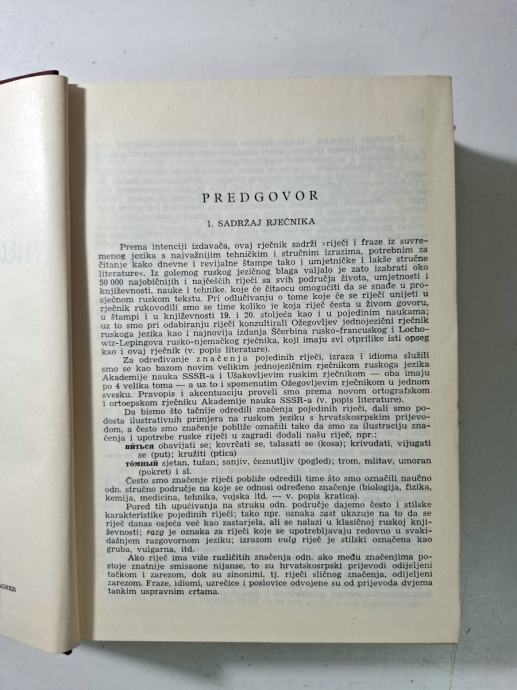 PREDGOVOR
1. SADRŽAJ RJEČNIKA
Prema intenciji izdavača, ovaj rječnik sadrži »riječi i fraze iz suvre-
menog jezika s najvažnijim tehničkim i stručnim izrazima, potrebnim za
čitanje kako dnevne i revijalne štampe tako i umjetničke i lakše stručne
literature«. Iz golemog ruskog jezičnog blaga valjalo je zato izabrati oko
50 000 najobičnijih i najčešćih riječi sa svih područja života, umjetnosti i
književnosti, nauke i tehnike, koje će čitaocu omogućiti da se snađe u pro-
sječnom ruskom tekstu. Pri odlučivanju o tome koje će se riječi unijeti u
rječnik rukovodili smo se time koliko je koja riječ česta u živom govoru,
u štampi i u književnosti 19. i 20. stoljeća kao i u pojedinim naukama;
uz to smo pri odabiranju riječi konzultirali Ožegovljev jednojezični rječnik
ruskoga jezika kao i najnovija izdanja Ščerbina rusko-francuskog i Locho-
wiz-Lepingova rusko-njemačkog rječnika, koji imaju svi otprilike isti opseg
kao i ovaj rječnik (v. popis literature).
Za određivanje značenja pojedinih riječi, izraza i idioma služili
smo se kao bazom novim velikim jednojezičnim rječnikom ruskoga jezika
Akademije nauka SSSR-a i Ušakovljevim ruskim rječnikom — oba imaju
po 4 velika toma — a uz to i spomenutim Ožegovljevim rječnikom u jednom
svesku. Pravopis i akcentuaciju proveli smo prema novom ortografskom
i ortoepskom rječniku Akademije nauka SSSR-a (v. popis literature).
Da bismo što tačnije odredili značenja pojedinih riječi, dali smo po-
dosta ilustrativnih primjera na ruskom jeziku s hrvatskosrpskim prijevo-
dom, a često smo značenje pobliže označili tako da smo za ilustraciju zna-
čenja i upotrebe ruske riječi u zagradi dodali našu riječ, npr.:
ви́ться obavijati se; kovrčati se, talasati se (kosa); krivudati, vijugati
se (put); kružiti (ptica)
то́мный sjetan, tužan; sanjiv, čeznutljiv (pogled); trom, mlitav, umoran
(pokret) i sl.
Često smo značenje riječi pobliže odredili time što smo označili naučno
odn. stručno područje na koje se odnosi određeno značenje (biologija, fizika,
kemija, medicina, tehnika, vojska itd. — v. popis kratica).
Pored tih upućivanja na struku odn. područje dajemo često i stilske
karakteristike pojedinih riječi; tako npr. oznaka zast ukazuje na to da se
riječ danas osjeća već kao zastarjela, ali se nalazi u klasičnoj ruskoj knji-
ževnosti; razg je oznaka za riječi koje se upotrebljavaju redovno u svaki-
dašnjem razgovornom jeziku; izrazom vulg riječ je stilski označena kao
gruba, vulgarna, itd.
Ako riječ ima više različitih značenja odn. ako među značenjima po-
stoje znatnije smisaone nijanse, to su hrvatskosrpski prijevodi odijeljeni
tačkom i zarezom, dok su sinonimi, tj. riječi sličnog značenja, odijeljeni
zarezom. Fraze, idiomi, uzrečice i poslovice odvojene su od prijevoda dvjema
tankim uspravnim crtama.